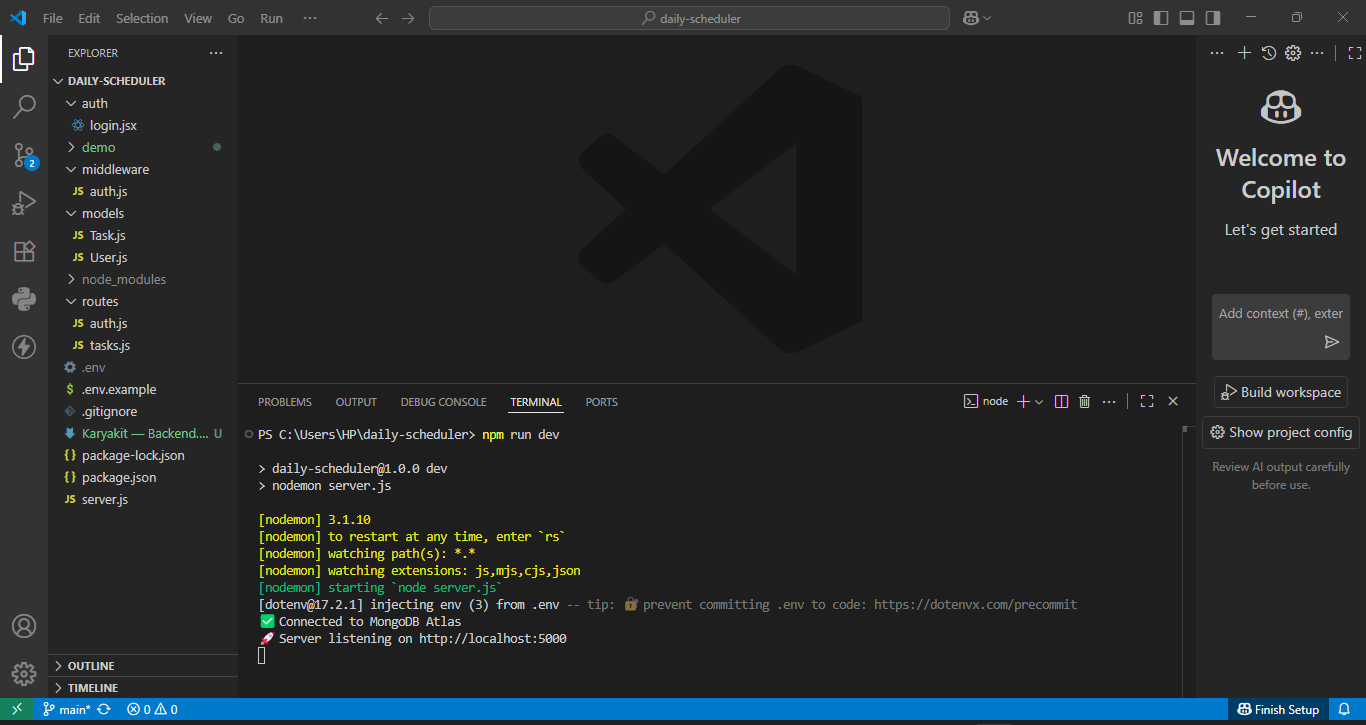 File Edit Selection View Go Run ···
daily-scheduler
EXPLORER
DAILY-SCHEDULER
auth
login.jsx
demo
middleware
JS auth.js
models
JS Task.js
JS User.js
node_modules
routes
JS auth.js
JS tasks.js
.env
$ .env.example
.gitignore
Karyakit — Backend.... U
{} package-lock.json
{} package.json
JS server.js
OUTLINE
TIMELINE
2
PROBLEMS OUTPUT DEBUG CONSOLE TERMINAL PORTS
node
PS C:\Users\HP\daily-scheduler> npm run dev
> daily-scheduler@1.0.0 dev
> nodemon server.js
[nodemon] 3.1.10
[nodemon] to restart at any time, enter `rs`
[nodemon] watching path(s): *.*
[nodemon] watching extensions: js,mjs,cjs,json
[nodemon] starting `node server.js`
[dotenv@17.2.1] injecting env (3) from .env -- tip: 🔐 prevent committing .env to code: https://dotenvx.com/precommit
✅ Connected to MongoDB Atlas
🚀 Server listening on http://localhost:5000
Welcome to
Copilot
Let's get started
Add context (#), exter
Build workspace
Show project config
Review AI output carefully
before use.
main* 0 0
Finish Setup